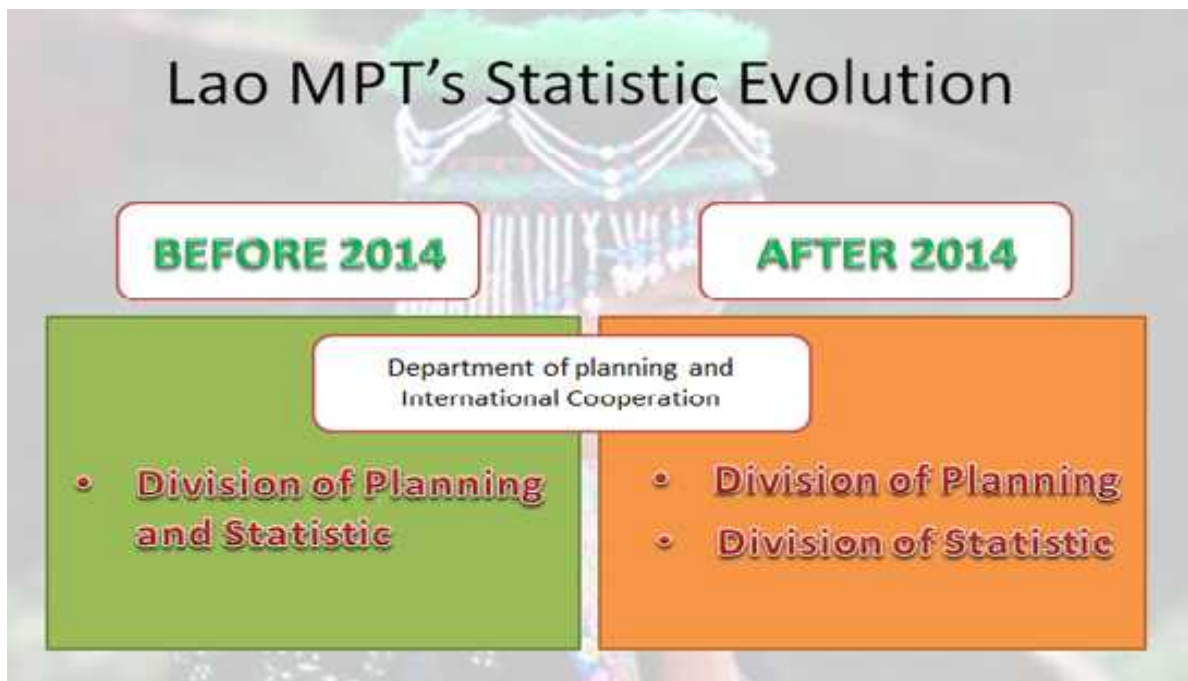 Lao MPT's Statistic Evolution
BEFORE 2014
AFTER 2014
Department of planning and
International Cooperation
• Division of Planning
and Statistic
• Division of Planning
• Division of Statistic